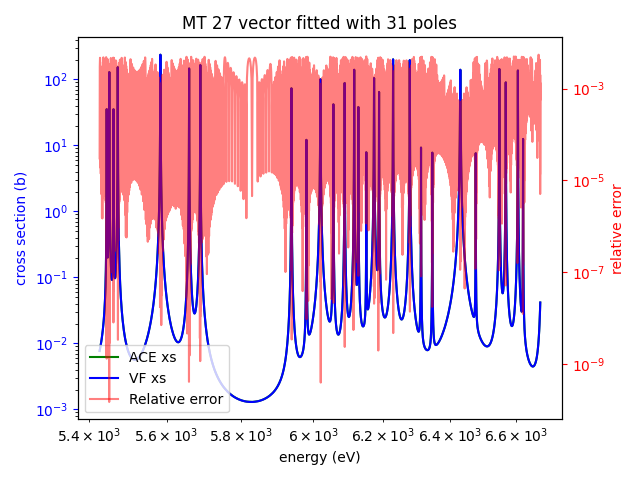 MT 27 vector fitted with 31 poles
cross section (b)
10²
10¹
10⁰
10⁻¹
10⁻²
10⁻³
10⁻³
10⁻⁵
10⁻⁷
10⁻⁹
relative error
ACE xs
VF xs
Relative error
5.4 × 10³ 5.6 × 10³ 5.8 × 10³ 6 × 10³ 6.2 × 10³ 6.4 × 10³ 6.6 × 10³
energy (eV)